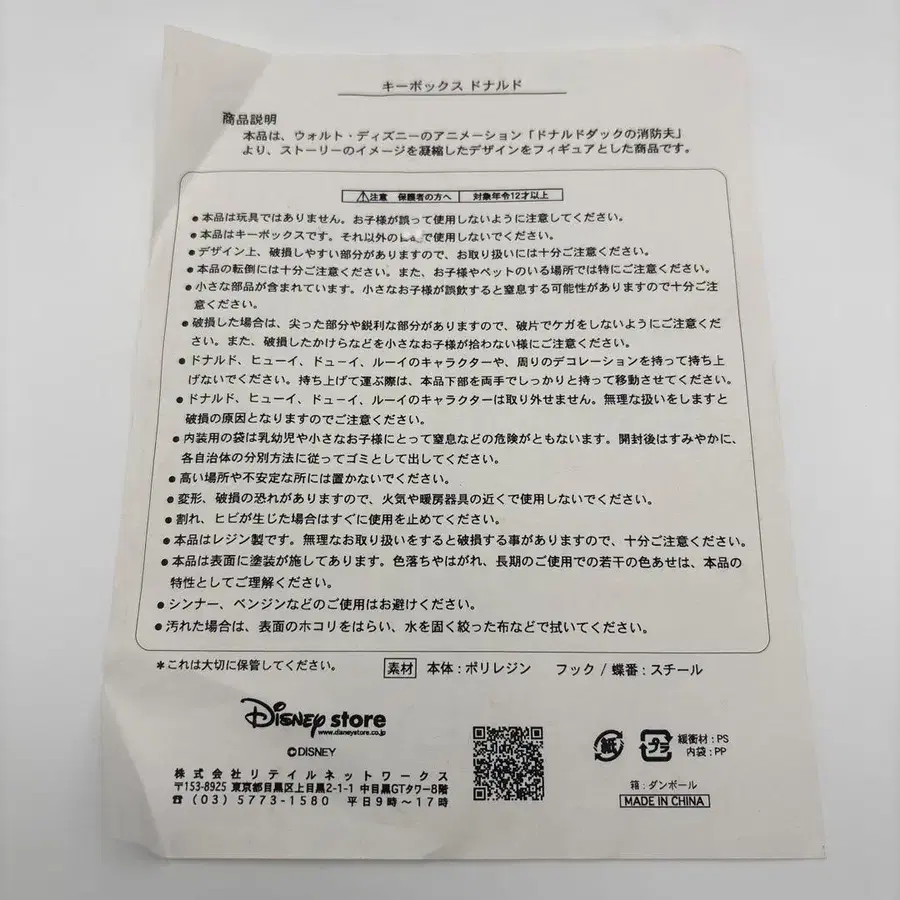 キーボックス ドナルド
商品説明
本品は、ウォルト・ディズニーのアニメーション「ドナルドダックの消防夫」
より、ストーリーのイメージを凝縮したデザインをフィギュアとした商品です。
⚠注意 保護者の方へ 対象年令12才以上
●本品は玩具ではありません。お子様が誤って使用しないように注意してください。
●本品はキーボックスです。それ以外の で使用しないでください。
●デザイン上、破損しやすい部分がありますので、お取り扱いには十分ご注意ください。
●本品の転倒には十分ご注意ください。また、お子様やペットのいる場所では特にご注意ください。
●小さな部品が含まれています。小さなお子様が誤飲すると窒息する可能性がありますので十分ご注
意ください。
●破損した場合は、尖った部分や鋭利な部分がありますので、破片でケガをしないようにご注意くだ
さい。また、破損したかけらなどを小さなお子様が拾わない様にご注意ください。
●ドナルド、ヒューイ、ドューイ、ルーイのキャラクターや、周りのデコレーションを持って持ち上
げないでください。持ち上げて運ぶ際は、本品下部を両手でしっかりと持って移動させてください。
●ドナルド、ヒューイ、ドューイ、ルーイのキャラクターは取り外せません。無理な扱いをしますと
破損の原因となりますのでご注意ください。
●内装用の袋は乳幼児や小さなお子様にとって窒息などの危険がともないます。開封後はすみやかに、
各自治体の分別方法に従ってゴミとして出してください。
●高い場所や不安定な所には置かないでください。
●変形、破損の恐れがありますので、火気や暖房器具の近くで使用しないでください。
●割れ、ヒビが生じた場合はすぐに使用を止めてください。
●本品はレジン製です。無理なお取り扱いをすると破損する事がありますので、十分ご注意ください。
●本品は表面に塗装が施してあります。色落ちやはがれ、長期のご使用での若干の色あせは、本品の
特性としてご理解ください。
●シンナー、ベンジンなどのご使用はお避けください。
●汚れた場合は、表面のホコリをはらい、水を固く絞った布などで拭いてください。
＊これは大切に保管してください。 素材 本体：ポリレジン フック / 蝶番：スチール
Disney store
www.disneystore.co.jp
©DISNEY
株式会社リテイルネットワークス
〒153-8925 東京都目黒区上目黒2-1-1 中目黒GTタワー8階
☎ (03) 5773-1580 平日9時～17時
紙
プラ
緩衝材：PS
内袋：PP
箱：ダンボール
MADE IN CHINA